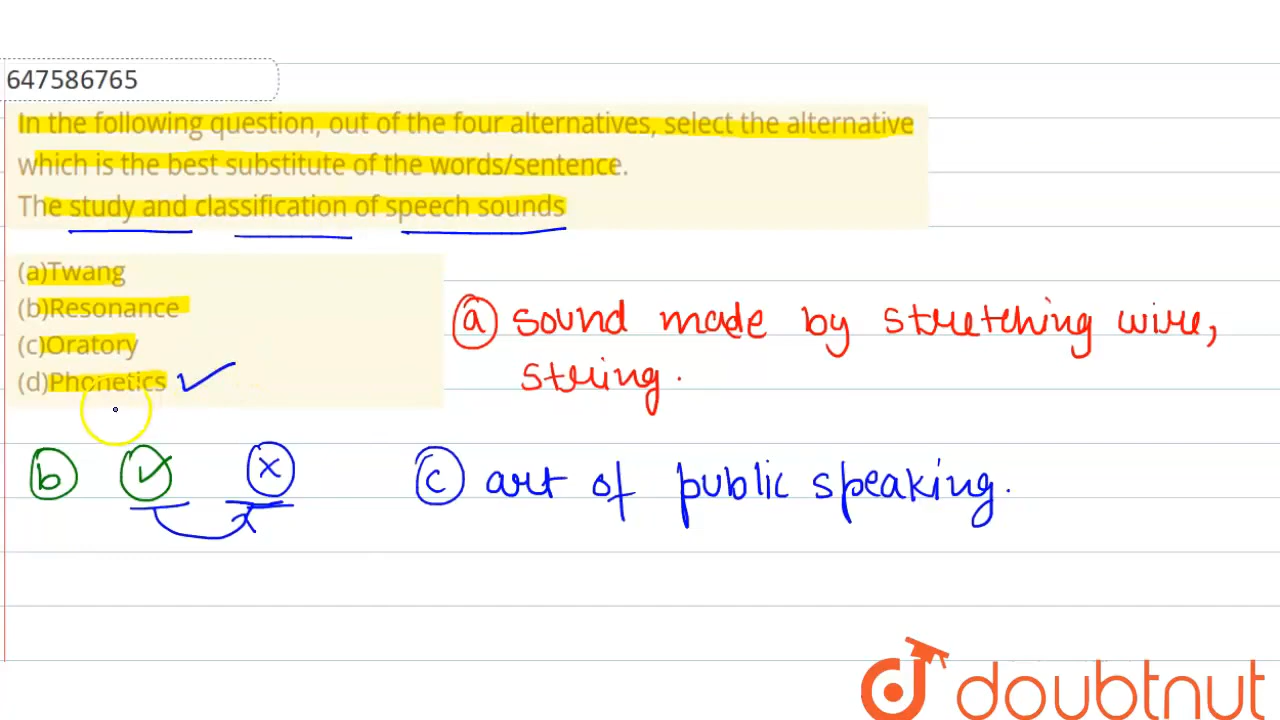 647586765
In the following question, out of the four alternatives, select the alternative
which is the best substitute of the words/sentence.
The study and classification of speech sounds
(a)Twang
(b)Resonance
(c)Oratory
(d)Phonetics ✓
(a) sound made by stretching wire,
string.
(b) ✓ x
x
(c) art of public speaking.
doubtnut